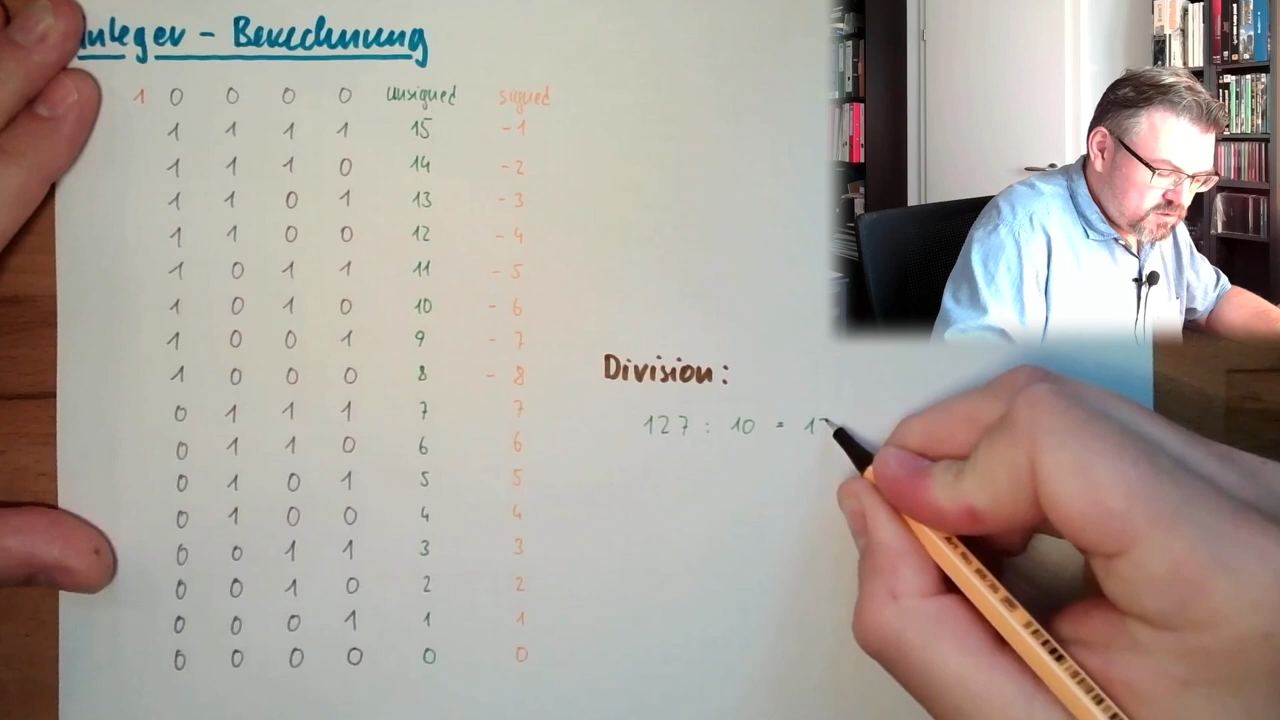 Integer - Berechnung
1 0 0 0 0 unsigned signed
1 1 1 1 15 -1
1 1 1 0 14 -2
1 1 0 1 13 -3
1 1 0 0 12 -4
1 0 1 1 11 -5
1 0 1 0 10 -6
1 0 0 1 9 -7
1 0 0 0 8 -8
0 1 1 1 7 7
0 1 1 0 6 6
0 1 0 1 5 5
0 1 0 0 4 4
0 0 1 1 3 3
0 0 1 0 2 2
0 0 0 1 1 1
0 0 0 0 0 0
Division:
127 : 10 = 1